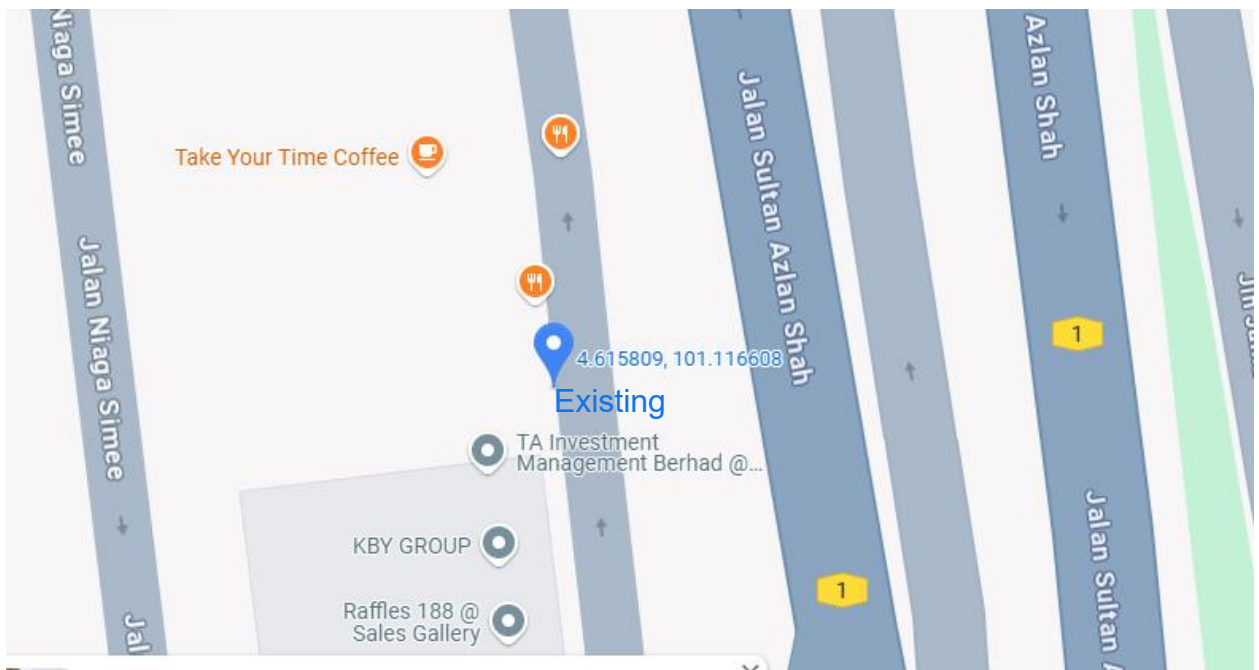 Niaga Simee
Take Your Time Coffee
Jalan Niaga Simee
Jalan Sultan Azlan Shah
Azlan Shah
1
4.615809, 101.116608
Existing
TA Investment
Management Berhad @...
KBY GROUP
1
Raffles 188 @
Sales Gallery
Jalan Sultan A
Jal